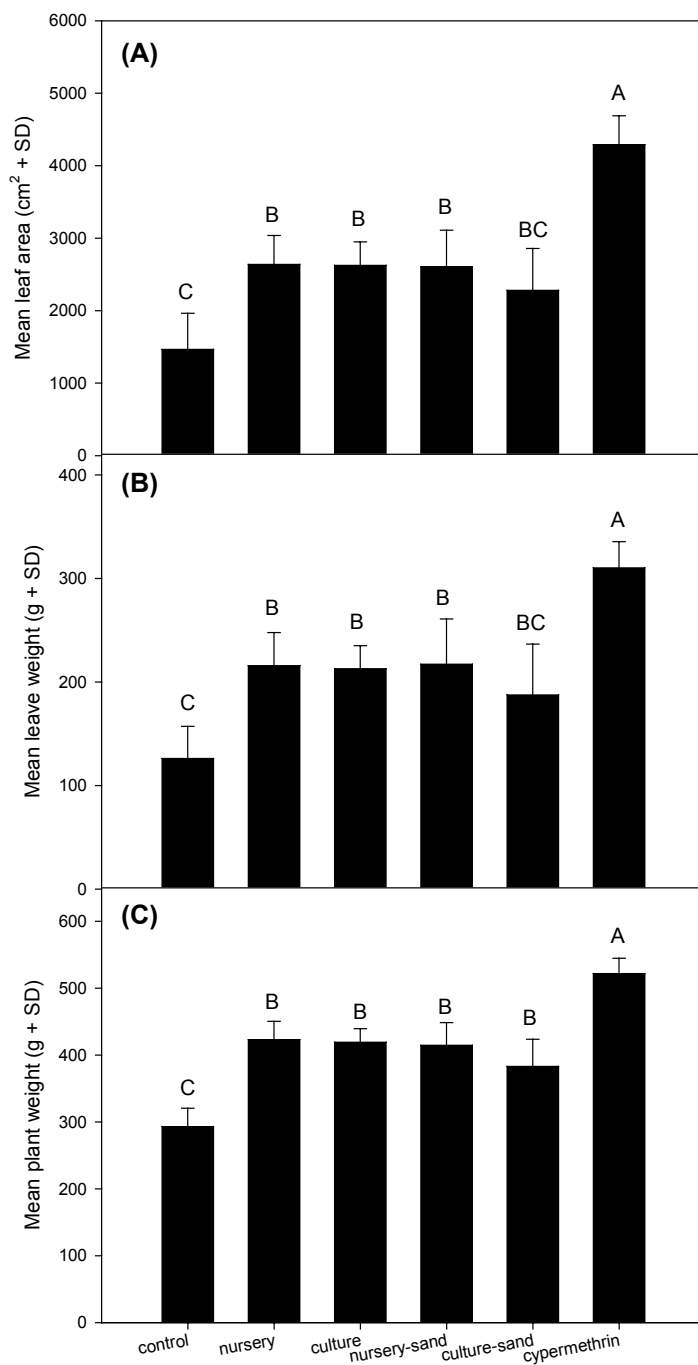 6000
(A)
A
5000
4000
B
B
B
3000
BC
C
2000
1000
0
Mean leaf area (cm² + SD)
400
(B)
A
300
B
B
B
BC
200
C
100
0
Mean leave weight (g + SD)
600
(C)
A
500
B
B
B
B
400
C
300
200
100
0
Mean plant weight (g + SD)
control
nursery
culture
nursery-sand
culture-sand
cypermethrin